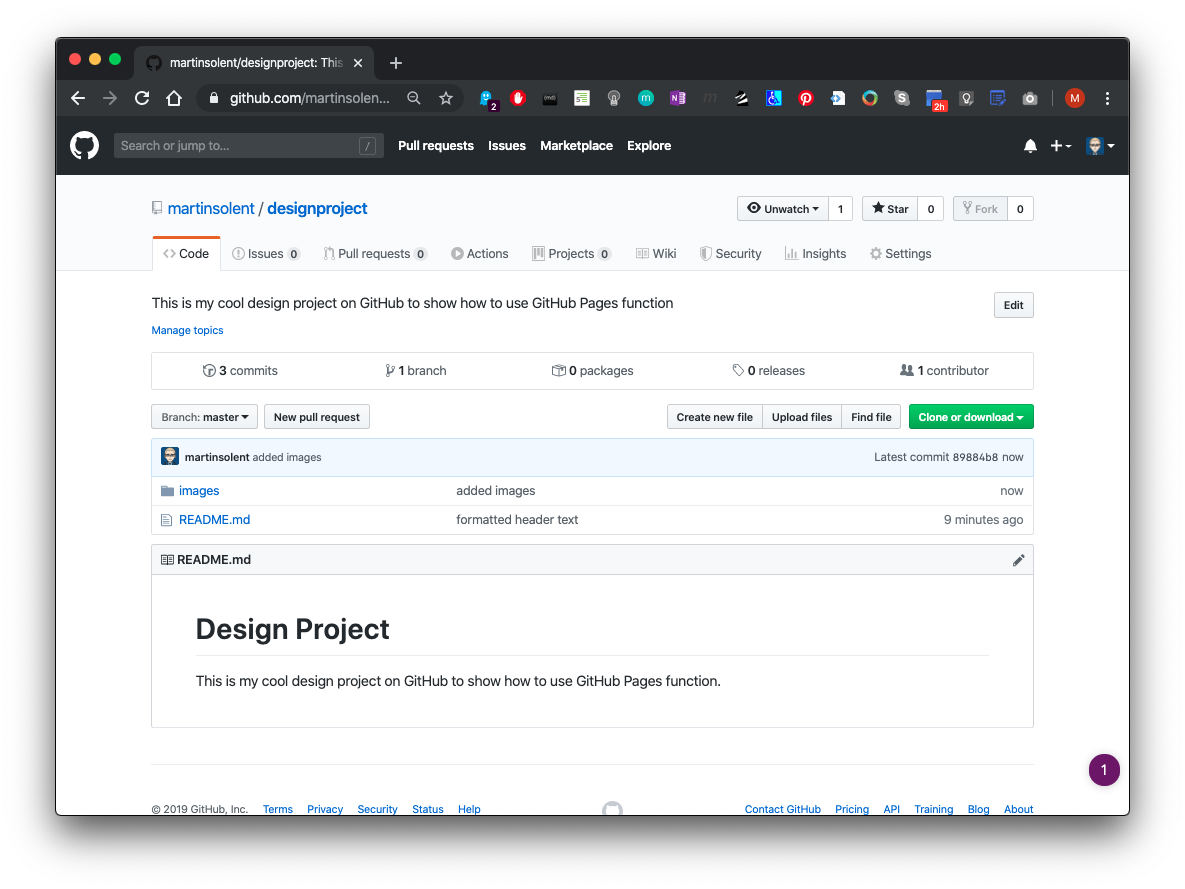 martinsolent/designproject: This
github.com/martinsolen...
2
2h
M
Search or jump to...
/
Pull requests Issues Marketplace Explore
martinsolent / designproject
Unwatch 1 Star 0 Fork 0
Code Issues 0 Pull requests 0 Actions Projects 0 Wiki Security Insights Settings
This is my cool design project on GitHub to show how to use GitHub Pages function
Edit
Manage topics
3 commits 1 branch 0 packages 0 releases 1 contributor
Branch: master New pull request Create new file Upload files Find file Clone or download
martinsolent added images Latest commit 89884b8 now
images added images now
README.md formatted header text 9 minutes ago
README.md
Design Project
This is my cool design project on GitHub to show how to use GitHub Pages function.
1
© 2019 GitHub, Inc. Terms Privacy Security Status Help Contact GitHub Pricing API Training Blog About